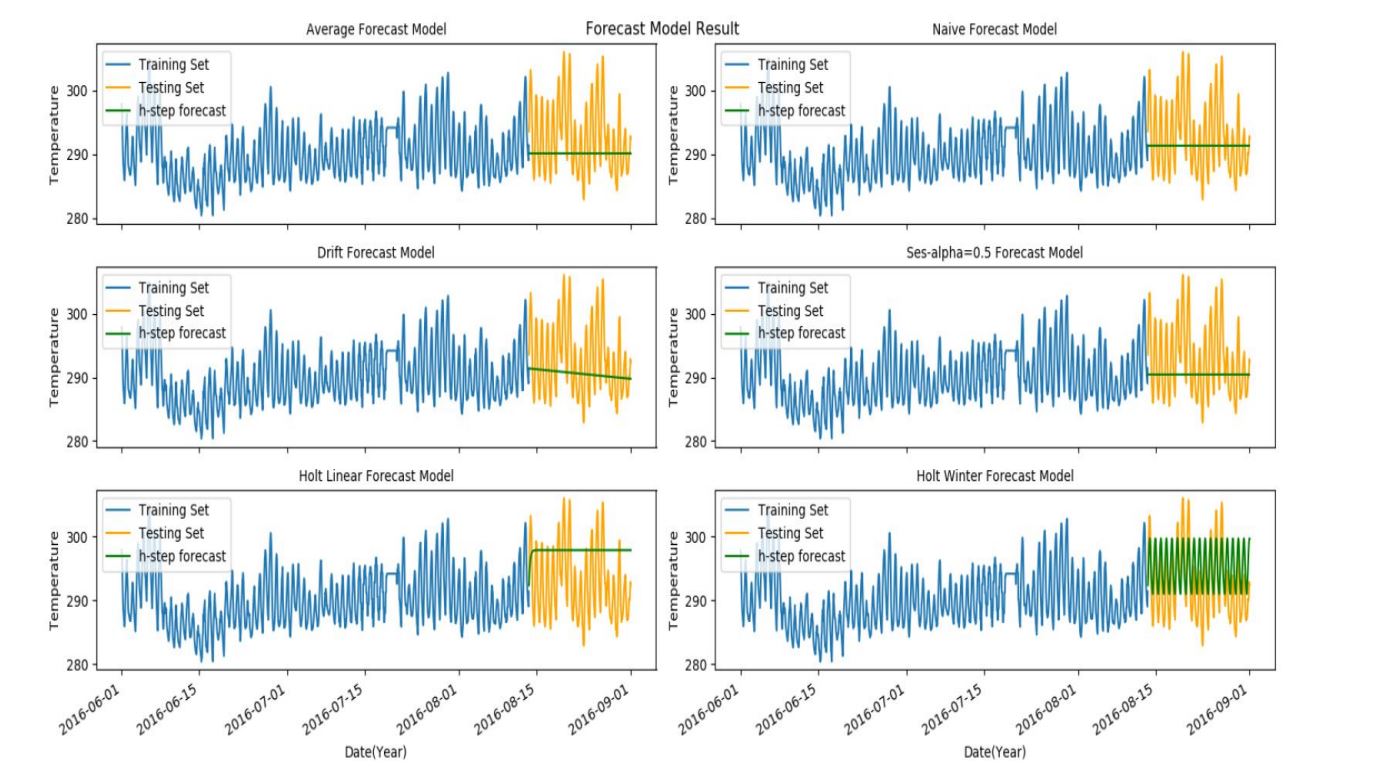 Forecast Model Result
Average Forecast Model
Training Set
Testing Set
h-step forecast
Temperature
300
290
280
Naive Forecast Model
Training Set
Testing Set
h-step forecast
Temperature
300
290
280
Drift Forecast Model
Training Set
Testing Set
h-step forecast
Temperature
300
290
280
Ses-alpha=0.5 Forecast Model
Training Set
Testing Set
h-step forecast
Temperature
300
290
280
Holt Linear Forecast Model
Training Set
Testing Set
h-step forecast
Temperature
300
290
280
2016-06-01
2016-06-15
2016-07-01
2016-07-15
2016-08-01
2016-08-15
2016-09-01
Date(Year)
Holt Winter Forecast Model
Training Set
Testing Set
h-step forecast
Temperature
300
290
280
2016-06-01
2016-06-15
2016-07-01
2016-07-15
2016-08-01
2016-08-15
2016-09-01
Date(Year)